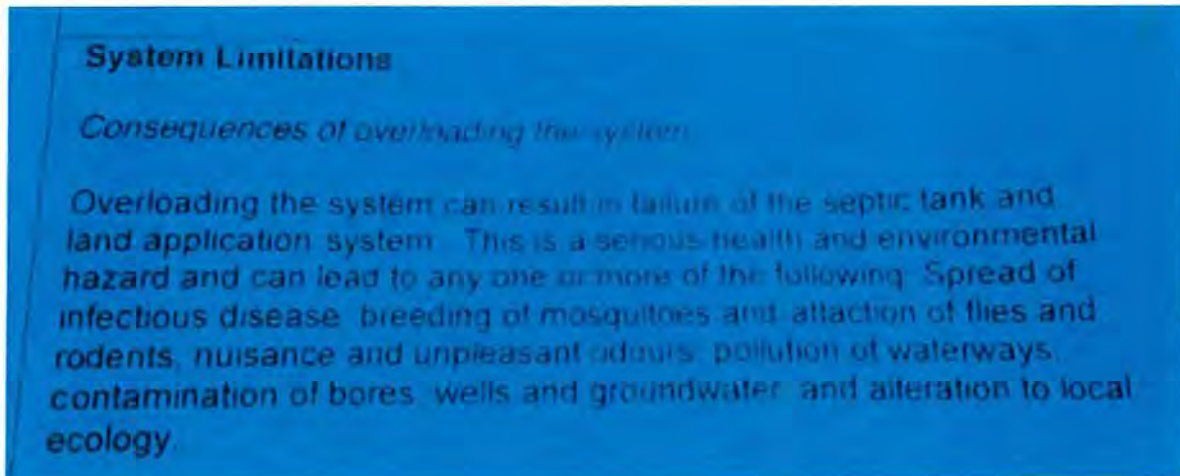 System Limitations
Consequences of overloading the system
Overloading the system can result in failure of the septic tank and
land application system. This is a serious health and environmental
hazard and can lead to any one or more of the following: Spread of
infectious disease, breeding of mosquitoes and attaction of flies and
rodents, nuisance and unpleasant odours, pollution of waterways,
contamination of bores, wells and groundwater, and alteration to local
ecology.